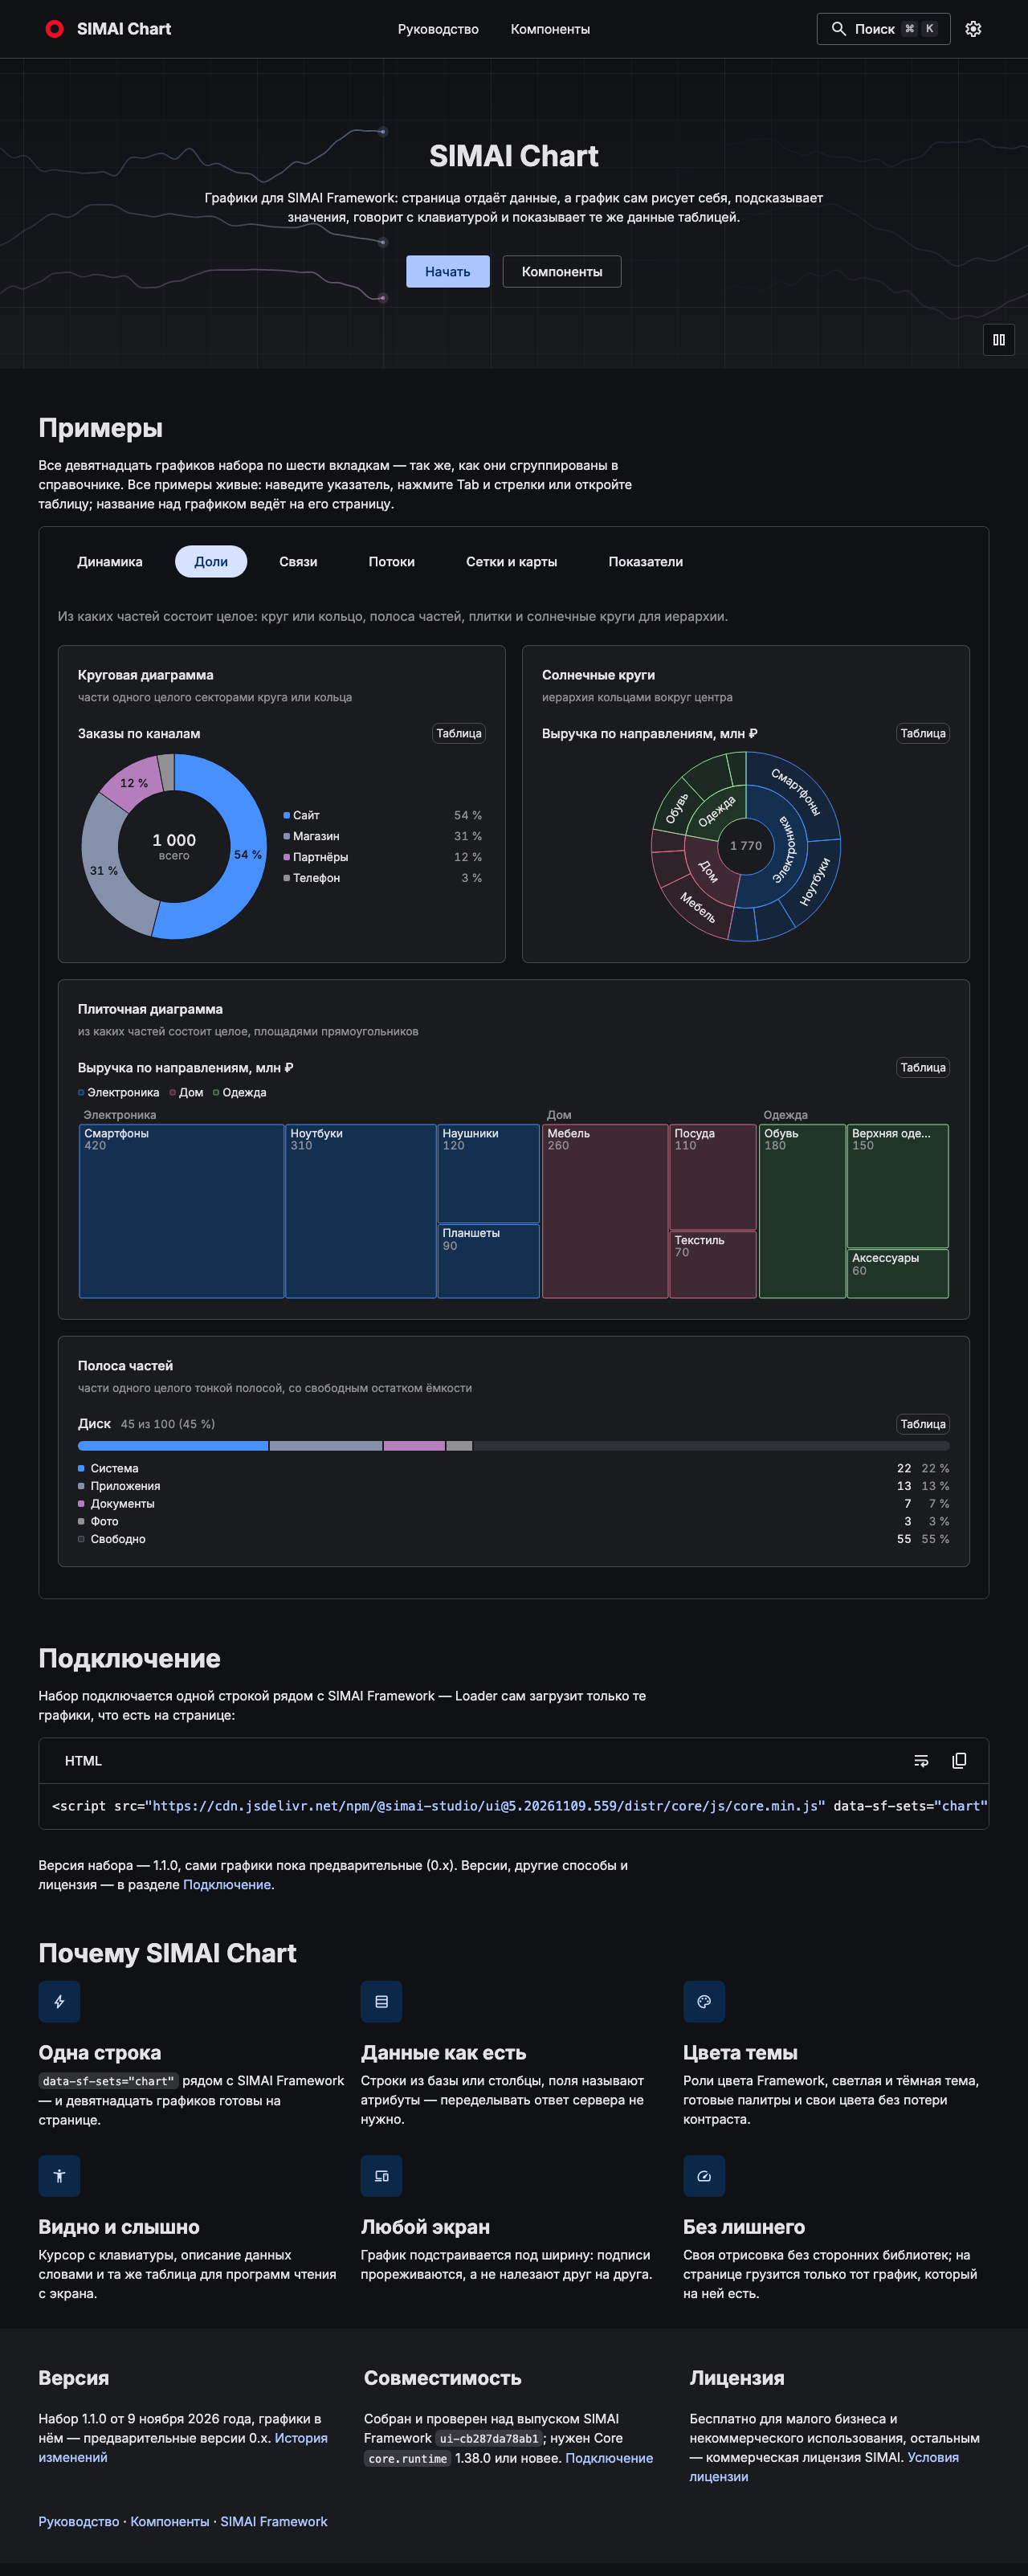 SIMAI Chart
Руководство
Компоненты
Поиск ⌘ K
SIMAI Chart
Графики для SIMAI Framework: страница отдаёт данные, а график сам рисует себя, подсказывает
значения, говорит с клавиатурой и показывает те же данные таблицей.
Начать
Компоненты
Примеры
Все девятнадцать графиков набора по шести вкладкам — так же, как они сгруппированы в
справочнике. Все примеры живые: наведите указатель, нажмите Tab и стрелки или откройте
таблицу; название над графиком ведёт на его страницу.
Динамика
Доли
Связи
Потоки
Сетки и карты
Показатели
Из каких частей состоит целое: круг или кольцо, полоса частей, плитки и солнечные круги для иерархии.
Круговая диаграмма
части одного целого секторами круга или кольца
Заказы по каналам
Таблица
12 %
31 %
54 %
1 000
всего
Сайт 54 %
Магазин 31 %
Партнёры 12 %
Телефон 3 %
Солнечные круги
иерархия кольцами вокруг центра
Выручка по направлениям, млн ₽
Таблица
Смартфоны
Обувь
Одежда
Электроника
1 770
Дом
Ноутбуки
Мебель
Плиточная диаграмма
из каких частей состоит целое, площадями прямоугольников
Выручка по направлениям, млн ₽
Таблица
Электроника
Дом
Одежда
Электроника
Дом
Одежда
Смартфоны
420
Ноутбуки
310
Наушники
120
Планшеты
90
Мебель
260
Посуда
110
Текстиль
70
Обувь
180
Верхняя оде...
150
Аксессуары
60
Полоса частей
части одного целого тонкой полосой, со свободным остатком ёмкости
Диск 45 из 100 (45 %)
Таблица
Система 22 22 %
Приложения 13 13 %
Документы 7 7 %
Фото 3 3 %
Свободно 55 55 %
Подключение
Набор подключается одной строкой рядом с SIMAI Framework — Loader сам загрузит только те
графики, что есть на странице:
HTML
<script src="https://cdn.jsdelivr.net/npm/@simai-studio/ui@5.20261109.559/distr/core/js/core.min.js" data-sf-sets="chart"
Версия набора — 1.1.0, сами графики пока предварительные (0.x). Версии, другие способы и
лицензия — в разделе Подключение.
Почему SIMAI Chart
Одна строка
data-sf-sets="chart" рядом с SIMAI Framework
— и девятнадцать графиков готовы на
странице.
Данные как есть
Строки из базы или столбцы, поля называют
атрибуты — переделывать ответ сервера не
нужно.
Цвета темы
Роли цвета Framework, светлая и тёмная тема,
готовые палитры и свои цвета без потери
контраста.
Видно и слышно
Курсор с клавиатуры, описание данных
словами и та же таблица для программ чтения
с экрана.
Любой экран
График подстраивается под ширину: подписи
прореживаются, а не налезают друг на друга.
Без лишнего
Своя отрисовка без сторонних библиотек; на
странице грузится только тот график, который
на ней есть.
Версия
Набор 1.1.0 от 9 ноября 2026 года, графики в
нём — предварительные версии 0.x. История
изменений
Совместимость
Собран и проверен над выпуском SIMAI
Framework ui-cb287da78ab1; нужен Core
core.runtime 1.38.0 или новее. Подключение
Лицензия
Бесплатно для малого бизнеса и
некоммерческого использования, остальным
— коммерческая лицензия SIMAI. Условия
лицензии
Руководство · Компоненты · SIMAI Framework